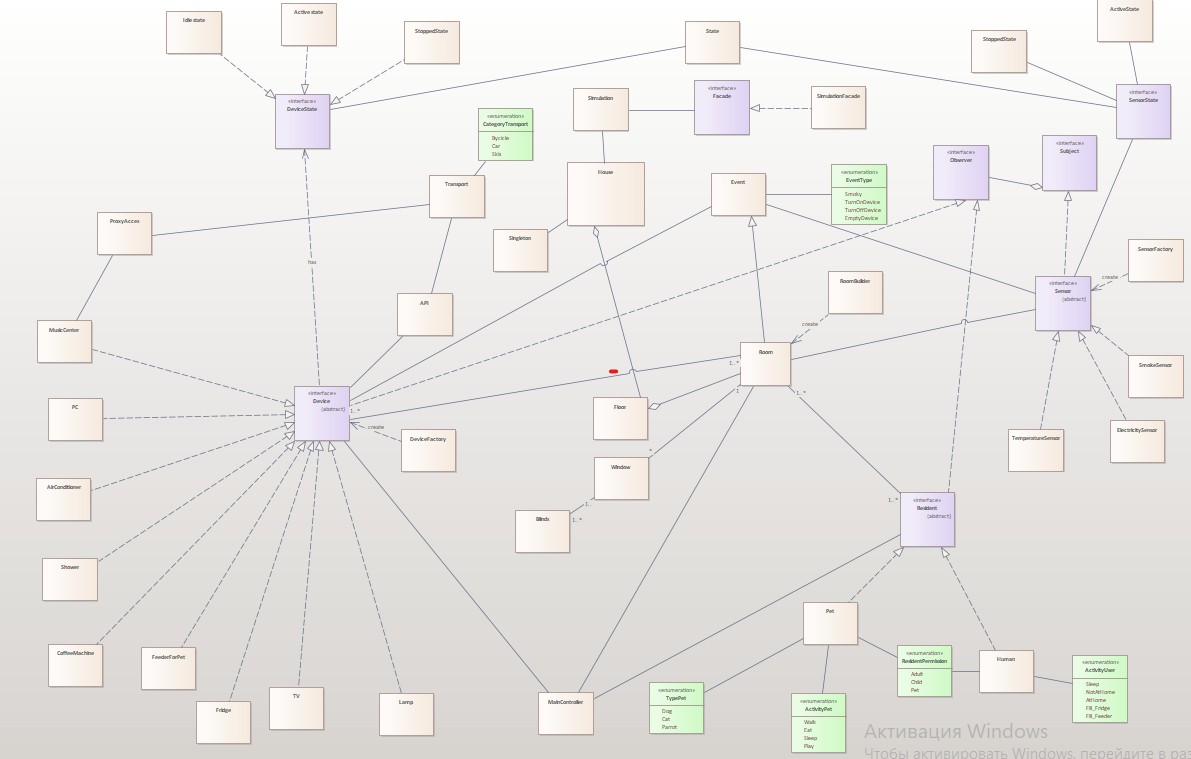 Idle state
Active state
StoppedState
State
StoppedState
ActiveState
«interface»
DeviceState
«enumeration»
CategoryTransport
Bycicle
Car
Skis
Simulation
«interface»
Facade
SimulationFacade
«interface»
SensorState
«interface»
Observer
«interface»
Subject
Transport
House
Event
«enumeration»
EventType
Smoky
TurnOnDevice
TurnOffDevice
EmptyDevice
ProxyAcces
Singleton
has
SensorFactory
create
«interface»
Sensor
{abstract}
API
RoomBuilder
create
MusicCenter
Room
1..*
1..*
1
SmokeSensor
PC
«interface»
Device
{abstract}
1..*
create
DeviceFactory
Floor
TemperatureSensor
ElectricitySensor
AirConditioner
Window
*
1..
Blinds
1..*
1..*
«interface»
Resident
{abstract}
Shower
CoffeeMachine
FeederForPet
Fridge
TV
Lamp
MainController
Pet
«enumeration»
TypePet
Dog
Cat
Parrot
«enumeration»
ActivityPet
Walk
Eat
Sleep
Play
«enumeration»
ResidentPermission
Adult
Child
Pet
Human
«enumeration»
ActivityUser
Sleep
NotAtHome
AtHome
Fill_Fridge
Fill_Feeder
Активация Windows
Чтобы активировать Windows, перейдите в раз